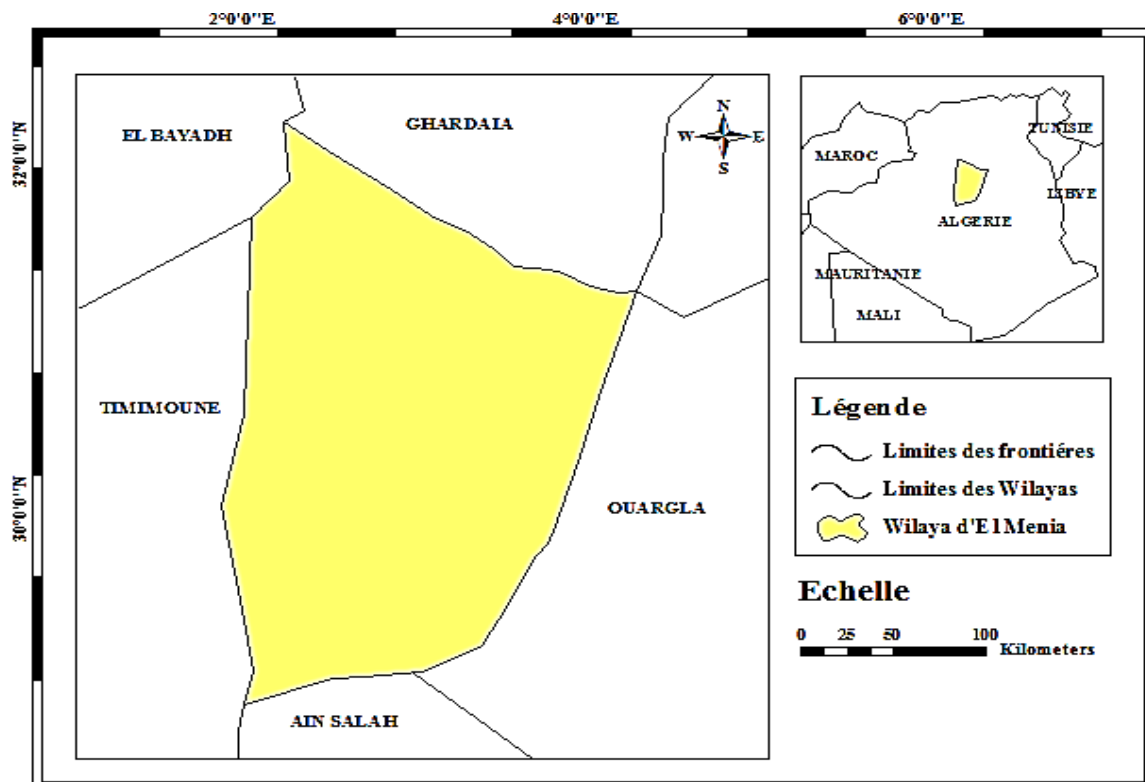 2°0'0"E
4°0'0"E
6°0'0"E
32°0'0"N
30°0'0"N
EL BAYADH
GHARDAIA
N
W
E
S
TIMIMOUNE
OUARGLA
AIN SALAH
TUNISIE
MAROC
LIBYE
ALGERIE
MAURITANIE
MALI
Légende
Limites des frontiéres
Limites des Wilayas
Wilaya d'El Menia
Echelle
0 25 50 100
Kilometers